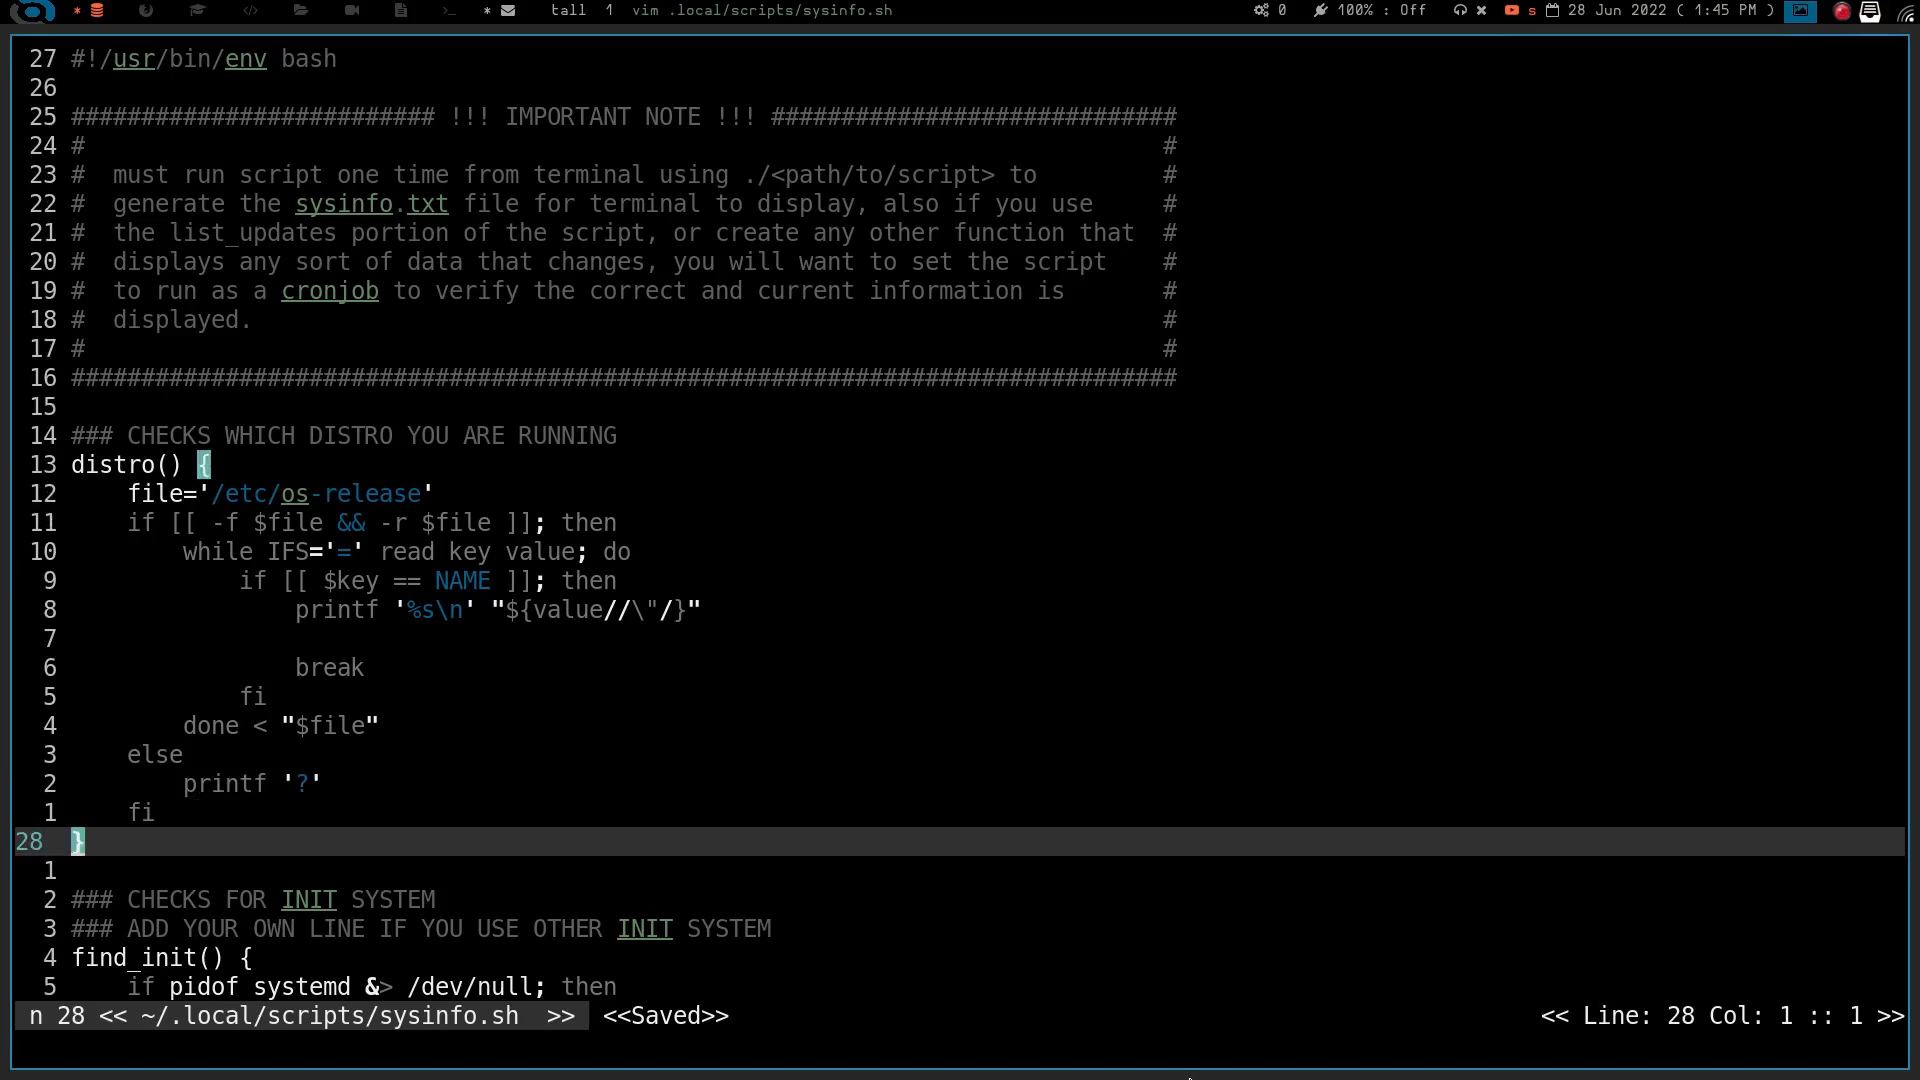 * * tall 1 vim .local/scripts/sysinfo.sh 0 100% : Off s 28 Jun 2022 ( 1:45 PM )
27 #!/usr/bin/env bash
26
25 ########################## !!! IMPORTANT NOTE !!! #############################
24 # #
23 # must run script one time from terminal using ./<path/to/script> to #
22 # generate the sysinfo.txt file for terminal to display, also if you use #
21 # the list_updates portion of the script, or create any other function that #
20 # displays any sort of data that changes, you will want to set the script #
19 # to run as a cronjob to verify the correct and current information is #
18 # displayed. #
17 # #
16 ###############################################################################
15
14 ### CHECKS WHICH DISTRO YOU ARE RUNNING
13 distro() {
12 file='/etc/os-release'
11 if [[ -f $file && -r $file ]]; then
10 while IFS='=' read key value; do
9 if [[ $key == NAME ]]; then
8 printf '%s\n' "${value//\"/}"
7
6 break
5 fi
4 done < "$file"
3 else
2 printf '?'
1 fi
28 }
1
2 ### CHECKS FOR INIT SYSTEM
3 ### ADD YOUR OWN LINE IF YOU USE OTHER INIT SYSTEM
4 find_init() {
5 if pidof systemd &> /dev/null; then
n 28 << ~/.local/scripts/sysinfo.sh >> <<Saved>> << Line: 28 Col: 1 :: 1 >>